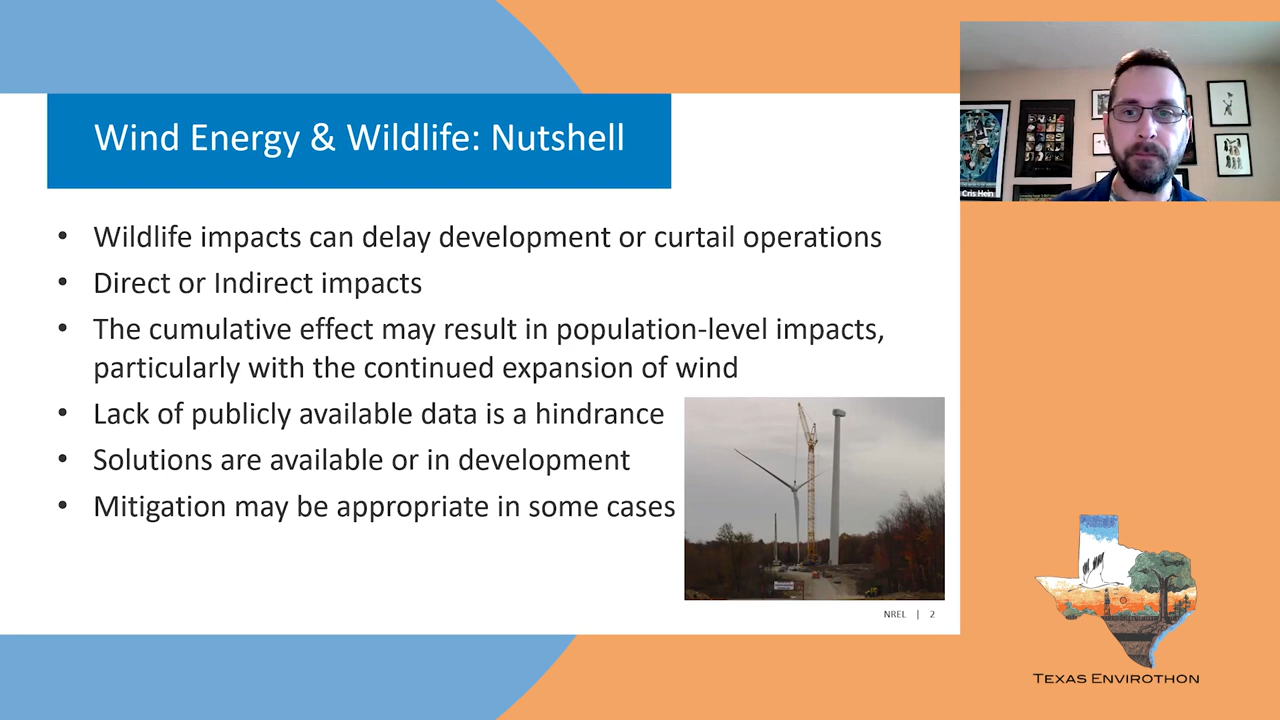 Wind Energy & Wildlife: Nutshell
• Wildlife impacts can delay development or curtail operations
• Direct or Indirect impacts
• The cumulative effect may result in population-level impacts,
particularly with the continued expansion of wind
• Lack of publicly available data is a hindrance
• Solutions are available or in development
• Mitigation may be appropriate in some cases
NREL | 2
Cris Hein
TEXAS ENVIROTHON